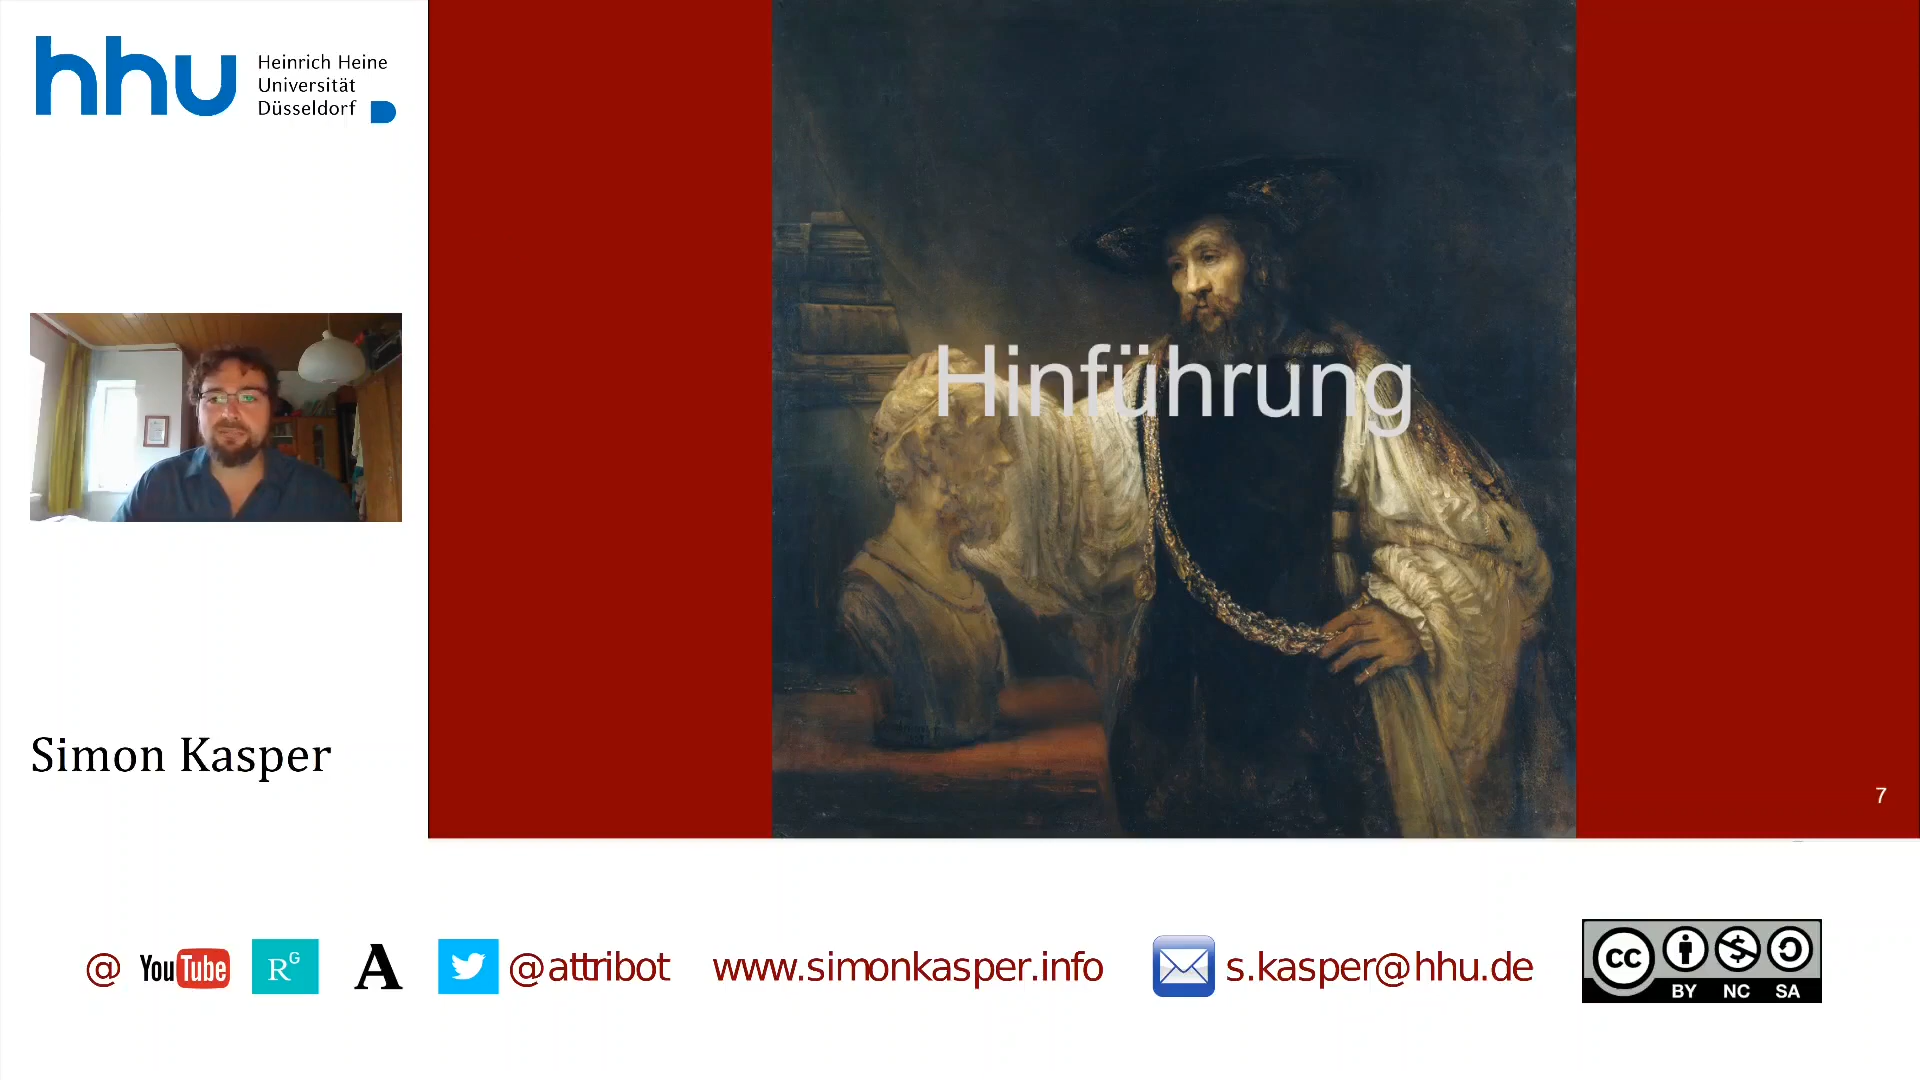 hhu
Heinrich Heine
Universität
Düsseldorf
Hinführung
Simon Kasper
7
@ YouTube RG A @attribot www.simonkasper.info s.kasper@hhu.de
cc
BY NC SA